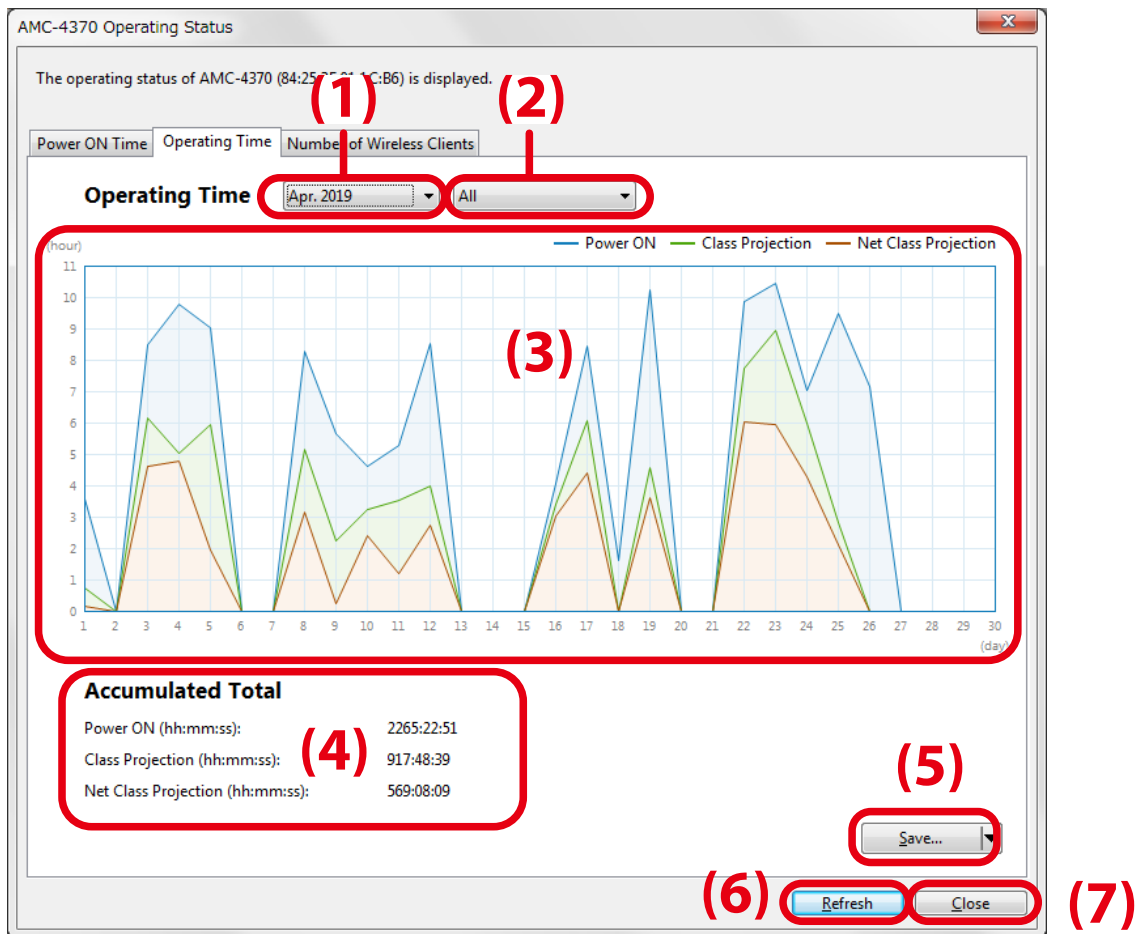 AMC-4370 Operating Status
x
The operating status of AMC-4370 (84:25: C:B6) is displayed.
(1)
(2)
Power ON Time
Operating Time
Number of Wireless Clients
Operating Time
Apr. 2019
All
(hour)
Power ON
Class Projection
Net Class Projection
11
10
9
8
7
6
5
4
3
2
1
0
(3)
1 2 3 4 5 6 7 8 9 10 11 12 13 14 15 16 17 18 19 20 21 22 23 24 25 26 27 28 29 30
(day)
Accumulated Total
Power ON (hh:mm:ss): 2265:22:51
Class Projection (hh:mm:ss): 917:48:39
Net Class Projection (hh:mm:ss): 569:08:09
(4)
(5)
Save...
(6)
Refresh
Close
(7)